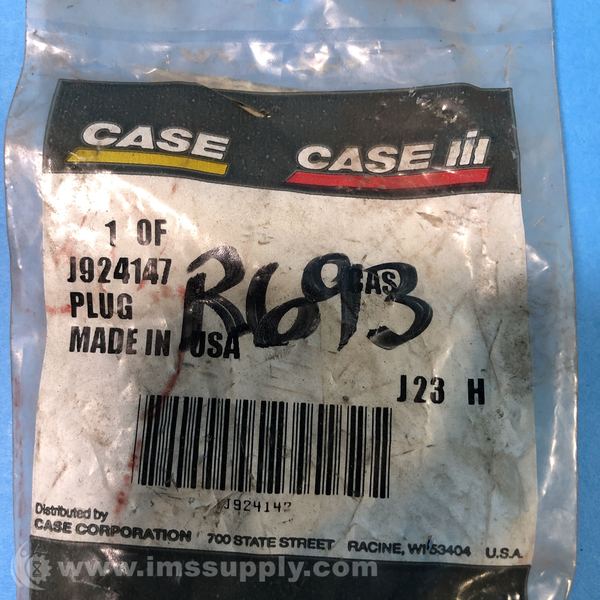 CASE CASE III
1 OF
J924147 CAS
R693
PLUG
MADE IN USA
J23 H
J924147
Distributed by
CASE CORPORATION 700 STATE STREET RACINE, WI 53404 U.S.A.
www.imssupply.com